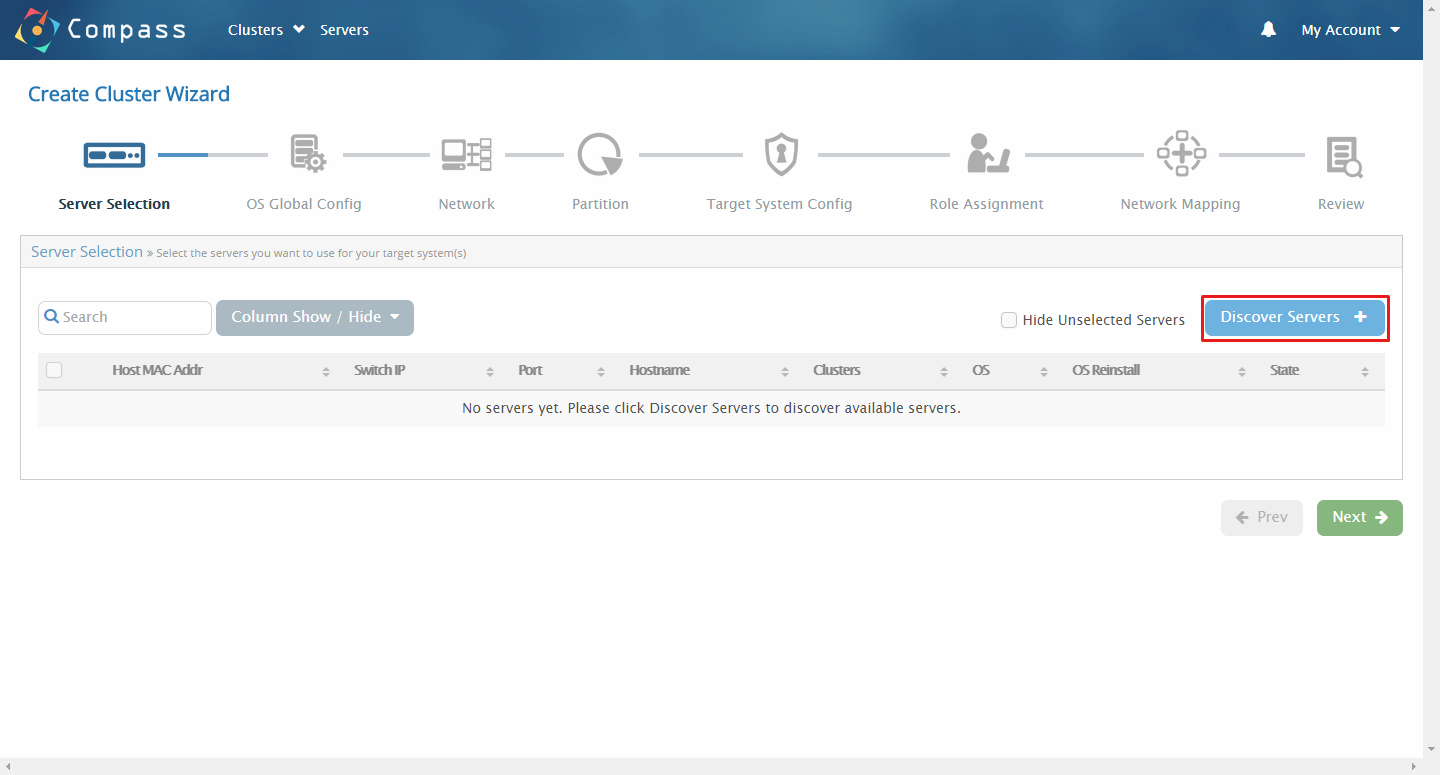 Compass Clusters Servers My Account
Create Cluster Wizard
Server Selection OS Global Config Network Partition Target System Config Role Assignment Network Mapping Review
Server Selection » Select the servers you want to use for your target system(s)
Search Column Show / Hide Hide Unselected Servers Discover Servers +
Host MAC Addr Switch IP Port Hostname Clusters OS OS Reinstall State
No servers yet. Please click Discover Servers to discover available servers.
Prev Next